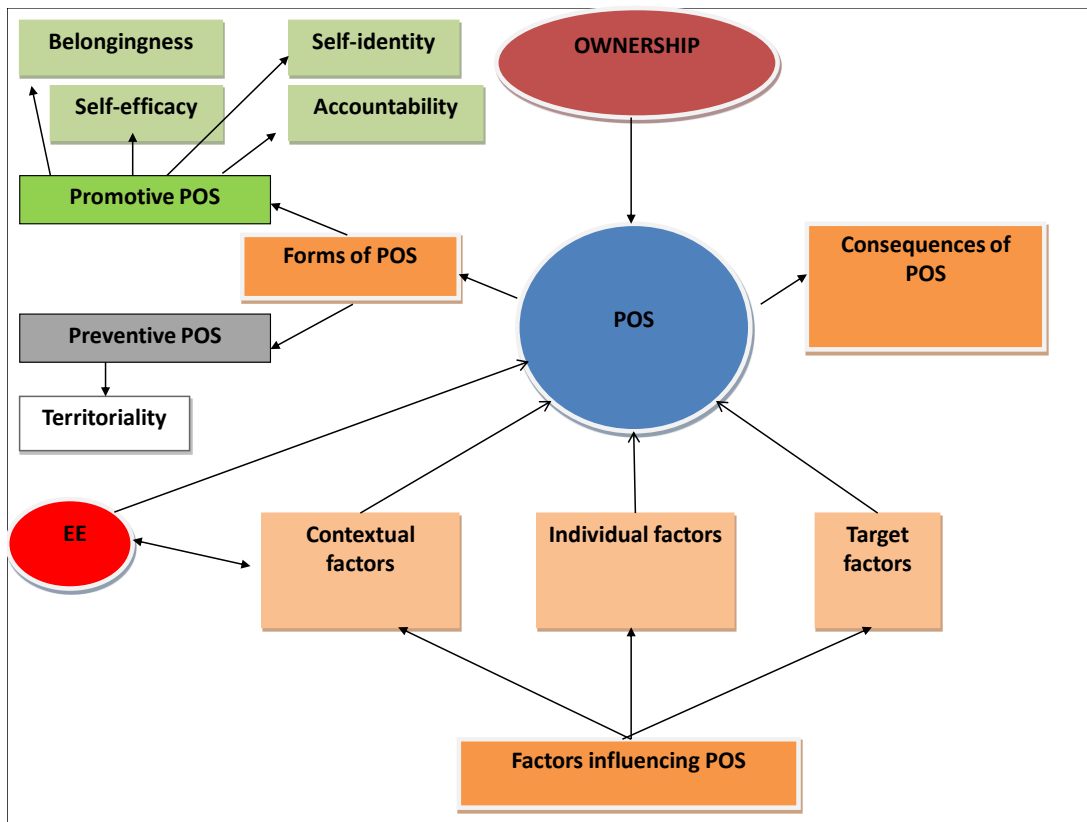 Belongingness
Self-identity
OWNERSHIP
Self-efficacy
Accountability
Promotive POS
Forms of POS
Consequences of
POS
POS
Preventive POS
Territoriality
EE
Contextual
factors
Individual factors
Target
factors
Factors influencing POS